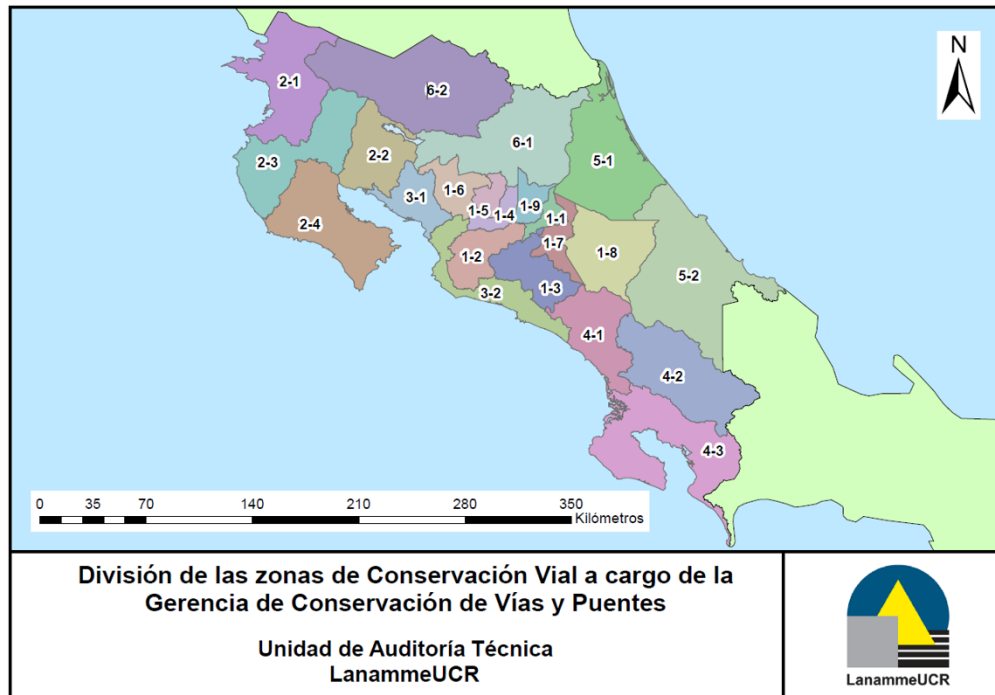 N
2-1
6-2
6-1
5-1
2-2
2-3
3-1
1-6
1-5
1-4
1-9
1-1
2-4
1-2
1-7
1-8
5-2
3-2
1-3
4-1
4-2
4-3
0 35 70 140 210 280 350
Kilómetros
División de las zonas de Conservación Vial a cargo de la
Gerencia de Conservación de Vías y Puentes
Unidad de Auditoría Técnica
LanammeUCR
LanammeUCR